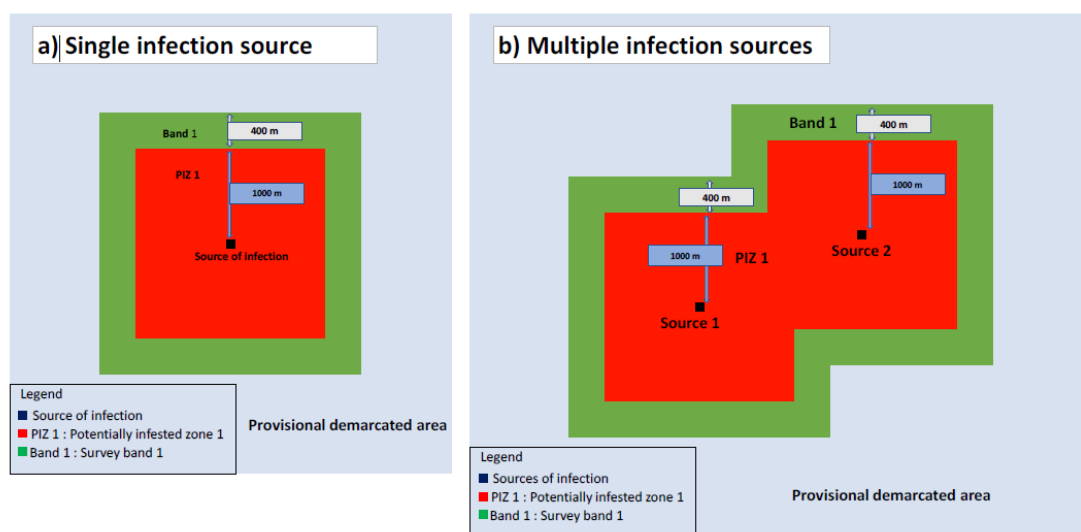 a) Single infection source
Band 1
400 m
PIZ 1
1000 m
Source of infection
Legend
Source of infection
PIZ 1 : Potentially infested zone 1
Band 1 : Survey band 1
Provisional demarcated area
b) Multiple infection sources
Band 1
400 m
1000 m
Source 2
400 m
1000 m
PIZ 1
Source 1
Legend
Sources of infection
PIZ 1 : Potentially infested zone 1
Band 1 : Survey band 1
Provisional demarcated area